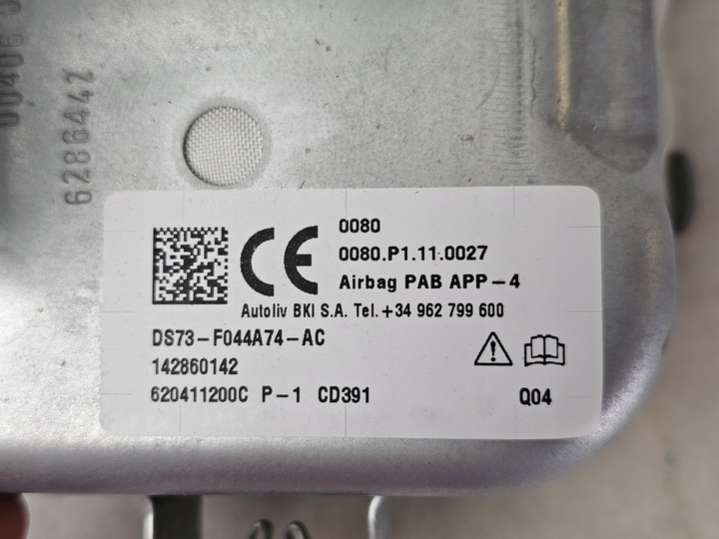 6286442
CE
0080
0080.P1.11.0027
Airbag PAB APP-4
Autoliv BKI S.A. Tel. +34 962 799 600
DS73-F044A74-AC
142860142
620411200C P-1 CD391
Q04